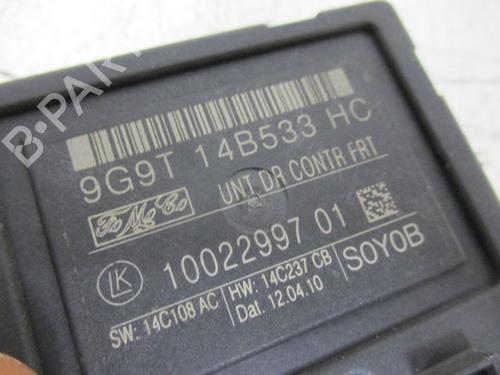 B-PARTS
9G9T 14B533 HC
FoMoCo
UNT DR CONTR FRT
LK
10022997 01
SW: 14C108 AC
HW: 14C237 CB
Dat. 12.04.10
SOYOB